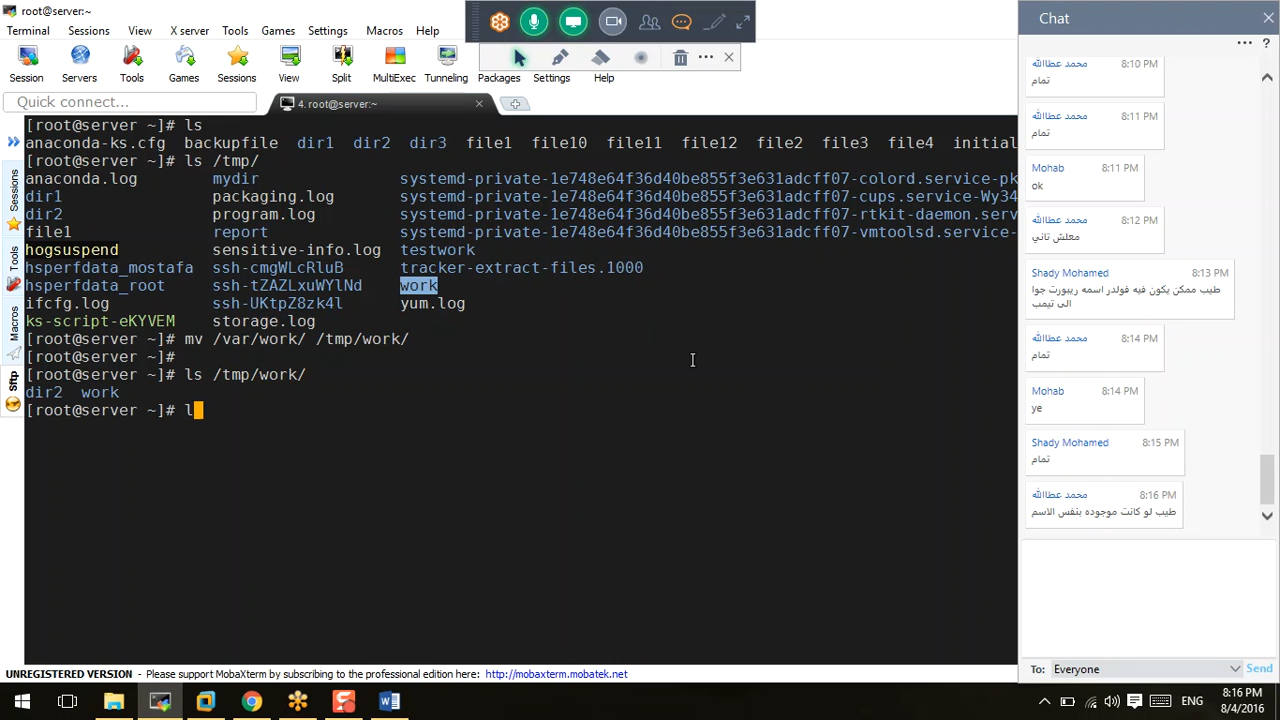 root@server:~
Terminal Sessions View X server Tools Games Settings Macros Help
Session Servers Tools Games Sessions View Split MultiExec Tunneling Packages Settings Help
Quick connect...
4. root@server:~
Sessions
Tools
Macros
Sftp
[root@server ~]# ls
anaconda-ks.cfg backupfile dir1 dir2 dir3 file1 file10 file11 file12 file2 file3 file4 initial
[root@server ~]# ls /tmp/
anaconda.log mydir systemd-private-1e748e64f36d40be855f3e631adcff07-colord.service-pk
dir1 packaging.log systemd-private-1e748e64f36d40be855f3e631adcff07-cups.service-Wy34
dir2 program.log systemd-private-1e748e64f36d40be855f3e631adcff07-rtkit-daemon.serv
file1 report systemd-private-1e748e64f36d40be855f3e631adcff07-vmtoolsd.service-
hogsuspend sensitive-info.log testwork
hsperfdata_mostafa ssh-cmgWLcRluB tracker-extract-files.1000
hsperfdata_root ssh-tZAZLxuWYlNd work
ifcfg.log ssh-UKtpZ8zk4l yum.log
ks-script-eKYVEM storage.log
[root@server ~]# mv /var/work/ /tmp/work/
[root@server ~]#
[root@server ~]# ls /tmp/work/
dir2 work
[root@server ~]# l
UNREGISTERED VERSION - Please support MobaXterm by subscribing to the professional edition here: http://mobaxterm.mobatek.net
Chat
?
محمد عطاالله 8:10 PM
تمام
محمد عطاالله 8:11 PM
تمام
Mohab 8:11 PM
ok
محمد عطاالله 8:12 PM
معلش تاني
Shady Mohamed 8:13 PM
طيب ممكن يكون فيه فولدر اسمه ريبورت جوا
الى تيمب
محمد عطاالله 8:14 PM
تمام
Mohab 8:14 PM
ye
Shady Mohamed 8:15 PM
تمام
محمد عطاالله 8:16 PM
طيب لو كانت موجوده بنفس الاسم
To: Everyone Send
ENG
8:16 PM
8/4/2016